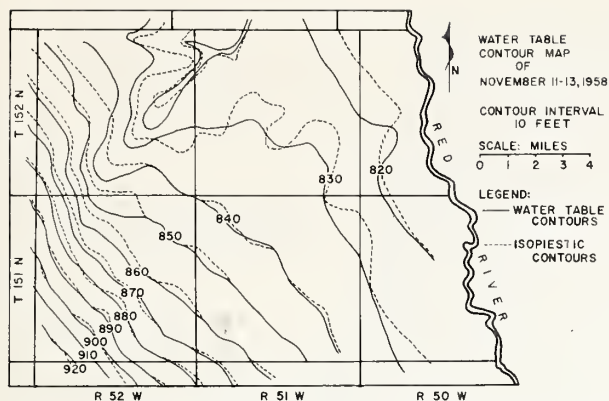 WATER TABLE
CONTOUR MAP
OF
NOVEMBER 11-13, 1958
N
CONTOUR INTERVAL
10 FEET
SCALE: MILES
0 1 2 3 4
LEGEND:
WATER TABLE
CONTOURS
ISOPIESTIC
CONTOURS
T 152 N
T 151 N
RED
RIVER
820
830
840
850
860
870
880
890
900
910
920
R 52 W
R 51 W
R 50 W